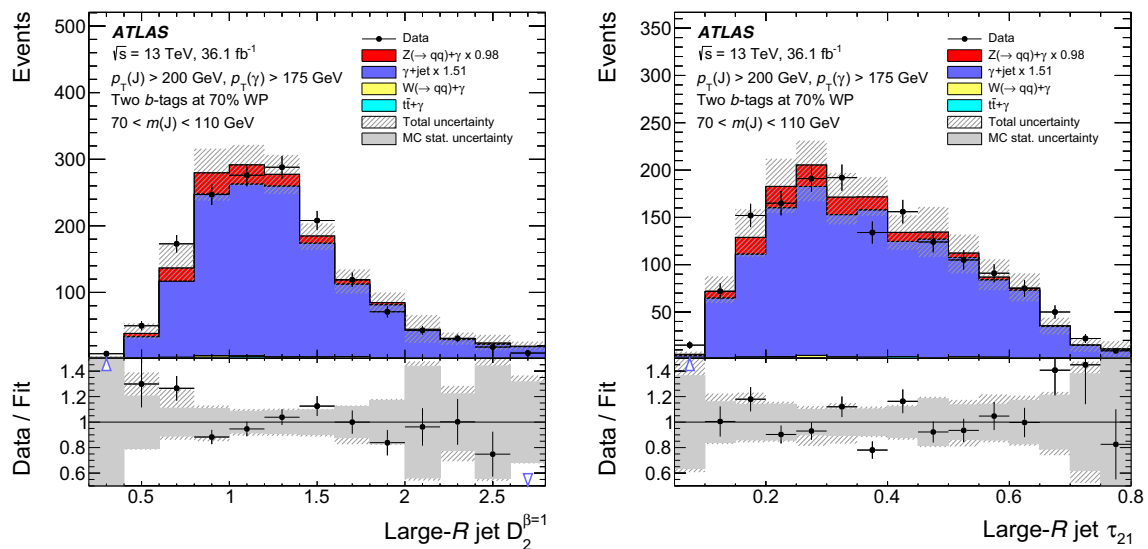 Events
500
400
300
200
100
ATLAS
√s = 13 TeV, 36.1 fb⁻¹
p_T(J) > 200 GeV, p_T(γ) > 175 GeV
Two b-tags at 70% WP
70 < m(J) < 110 GeV
Data
Z(→ qq)+γ x 0.98
γ+jet x 1.51
W(→ qq)+γ
tt̄+γ
Total uncertainty
MC stat. uncertainty
Data / Fit
1.4
1.2
1
0.8
0.6
0.5 1 1.5 2 2.5
Large-R jet D₂^β=1
Events
350
300
250
200
150
100
50
ATLAS
√s = 13 TeV, 36.1 fb⁻¹
p_T(J) > 200 GeV, p_T(γ) > 175 GeV
Two b-tags at 70% WP
70 < m(J) < 110 GeV
Data
Z(→ qq)+γ x 0.98
γ+jet x 1.51
W(→ qq)+γ
tt̄+γ
Total uncertainty
MC stat. uncertainty
Data / Fit
1.4
1.2
1
0.8
0.6
0.2 0.4 0.6 0.8
Large-R jet τ₂₁